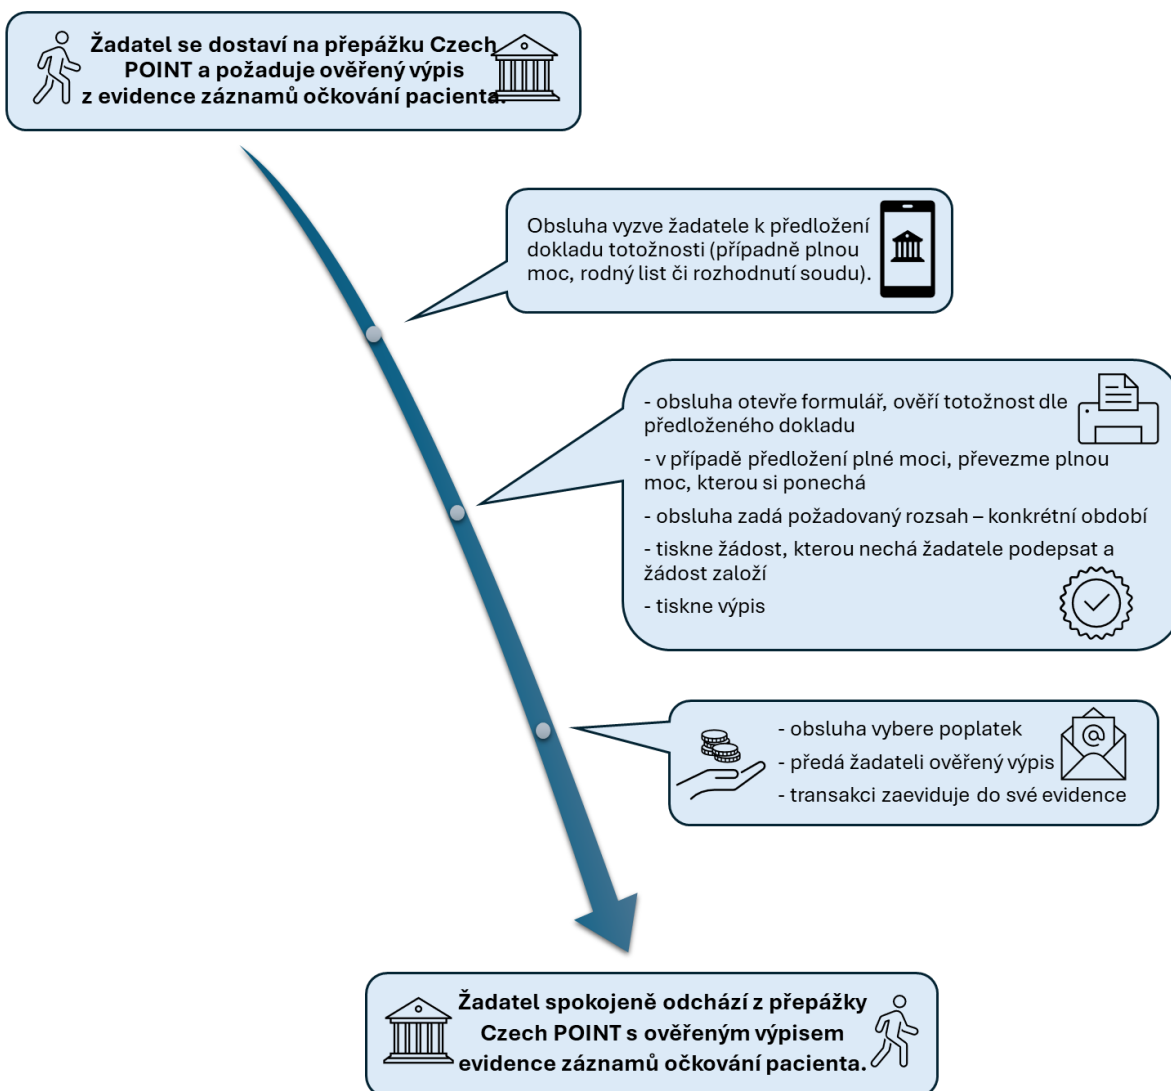 Žadatel se dostaví na přepážku Czech
POINT a požaduje ověřený výpis
z evidence záznamů očkování pacienta.
Obsluha vyzve žadatele k předložení
dokladu totožnosti (případně plnou
moc, rodný list či rozhodnutí soudu).
- obsluha otevře formulář, ověří totožnost dle
předloženého dokladu
- v případě předložení plné moci, převezme plnou
moc, kterou si ponechá
- obsluha zadá požadovaný rozsah – konkrétní období
- tiskne žádost, kterou nechá žadatele podepsat a
žádost založí
- tiskne výpis
- obsluha vybere poplatek
- předá žadateli ověřený výpis
- transakci zaeviduje do své evidence
Žadatel spokojeně odchází z přepážky
Czech POINT s ověřeným výpisem
evidence záznamů očkování pacienta.